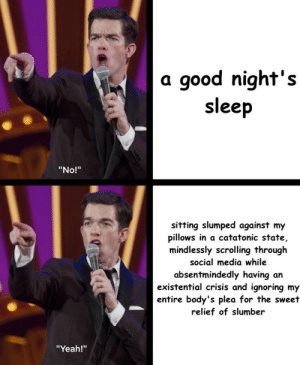 a good night's
sleep
"No!"
sitting slumped against my
pillows in a catatonic state,
mindlessly scrolling through
social media while
absentmindedly having an
existential crisis and ignoring my
entire body's plea for the sweet
relief of slumber
"Yeah!"